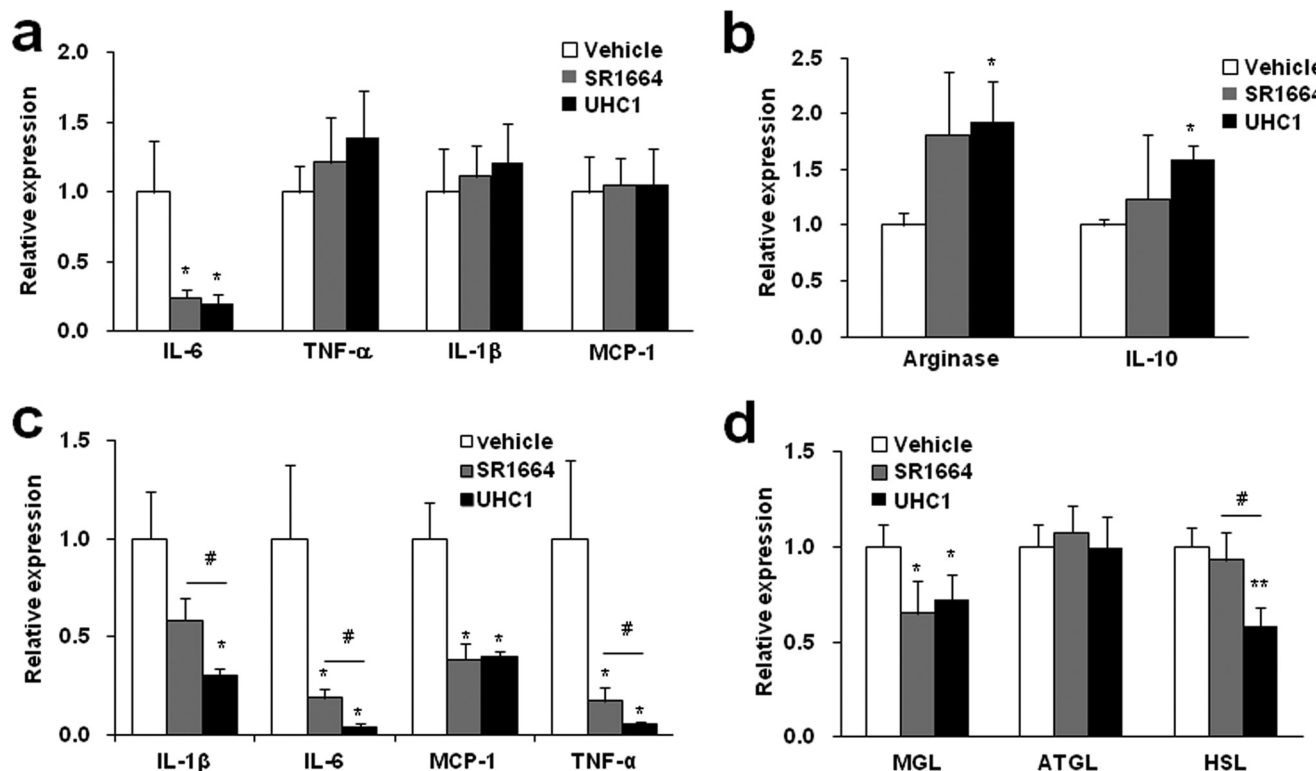 a
Relative expression
2.0
1.5
1.0
0.5
0.0
Vehicle
SR1664
UHC1
* *
IL-6 TNF-α IL-1β MCP-1
b
Relative expression
2.5
2.0
1.5
1.0
0.5
0.0
Vehicle
SR1664
UHC1
* *
Arginase IL-10
c
Relative expression
1.5
1.0
0.5
0.0
vehicle
SR1664
UHC1
# # #
* * * * * * *
IL-1β IL-6 MCP-1 TNF-α
d
Relative expression
1.5
1.0
0.5
0.0
Vehicle
SR1664
UHC1
#
* * **
MGL ATGL HSL